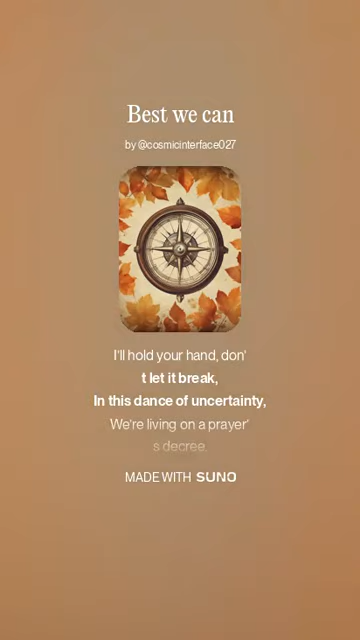 Best we can
by @cosmicinterface027
I'll hold your hand, don'
t let it break,
In this dance of uncertainty,
We're living on a prayer'
s decree.
MADE WITH SUNO